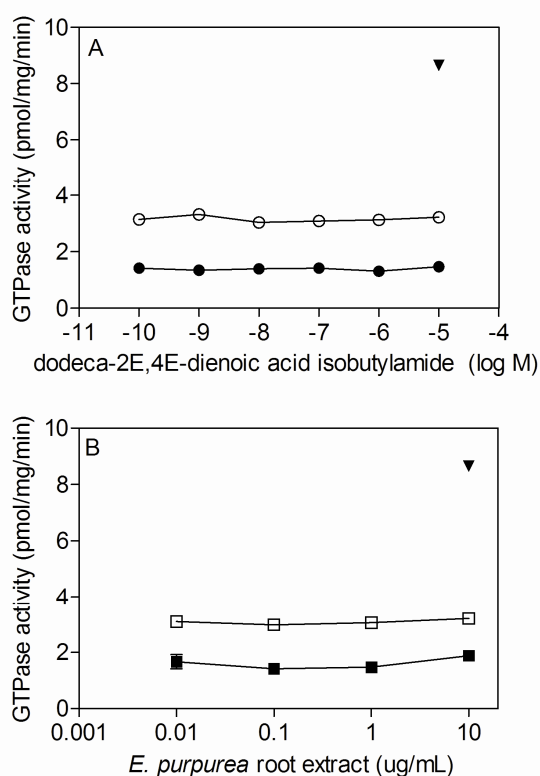 A
GTPase activity (pmol/mg/min)
10
8
6
4
2
0
-11 -10 -9 -8 -7 -6 -5 -4
dodeca-2E,4E-dienoic acid isobutylamide (log M)
B
GTPase activity (pmol/mg/min)
10
8
6
4
2
0
0.001 0.01 0.1 1 10
E. purpurea root extract (ug/mL)